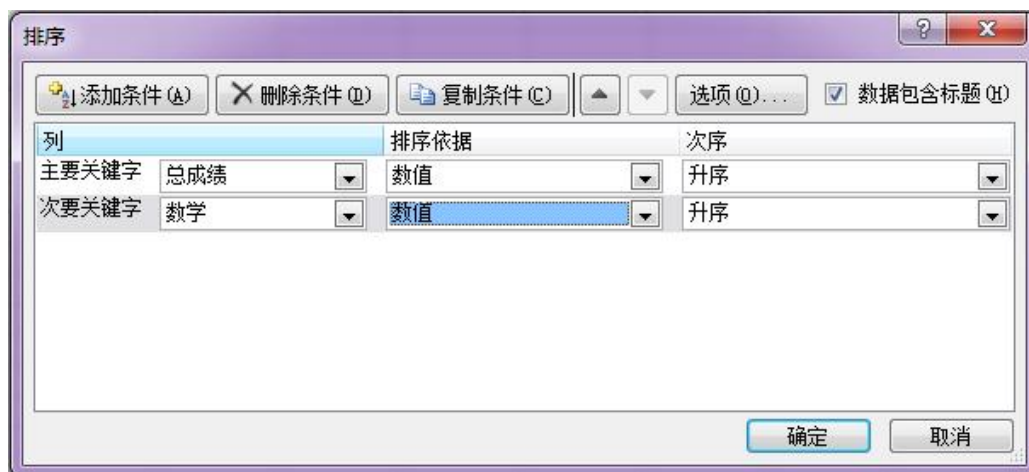 排序
添加条件(A) 删除条件(D) 复制条件(C) 选项(O)... 数据包含标题(H)
列 排序依据 次序
主要关键字 总成绩 数值 升序
次要关键字 数学 数值 升序
确定 取消